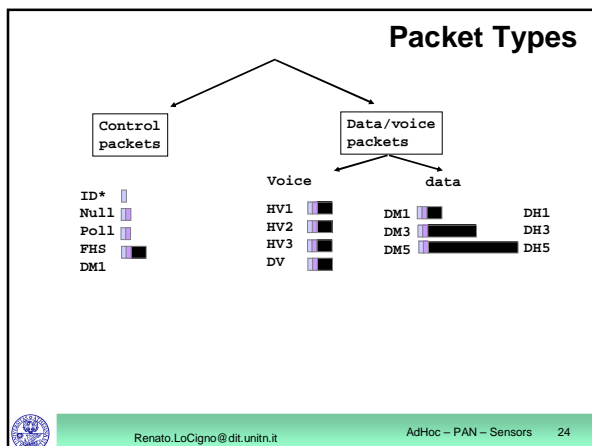 Packet Types
Control
packets
Data/voice
packets
ID*
Null
Poll
FHS
DM1
Voice
HV1
HV2
HV3
DV
data
DM1 DH1
DM3 DH3
DM5 DH5
Renato.LoCigno@dit.unitn.it
AdHoc – PAN – Sensors 24